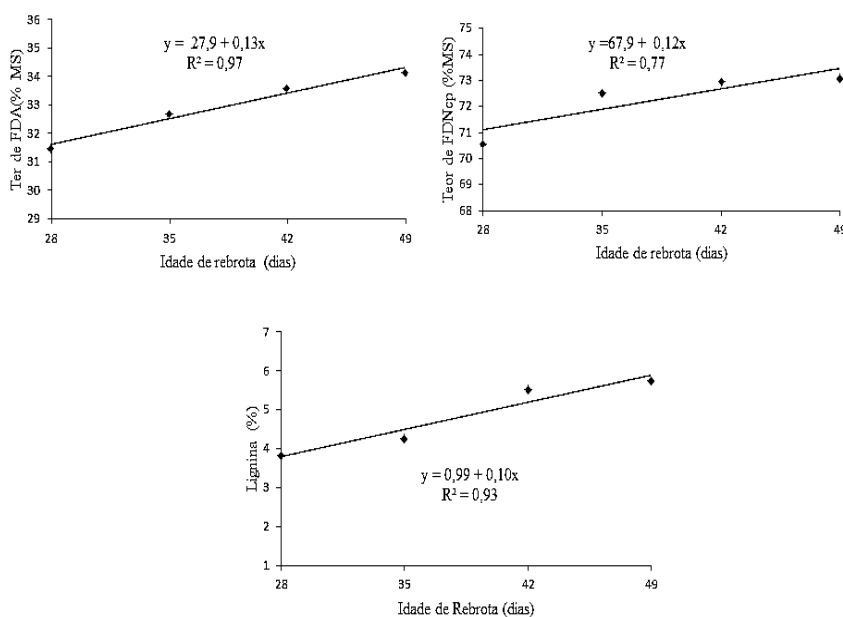 Ter de FDA(% MS)
36
35
34
33
32
31
30
29
y = 27,9 + 0,13x
R² = 0,97
28 35 42 49
Idade de rebrota (dias)
Teor de FDNcp (%MS)
75
74
73
72
71
70
69
68
y =67,9 + 0,12x
R² = 0,77
28 35 42 49
Idade de rebrota (dias)
Lignina (%)
7
6
5
4
3
2
1
y = 0,99 + 0,10x
R² = 0,93
28 35 42 49
Idade de Rebrota (dias)